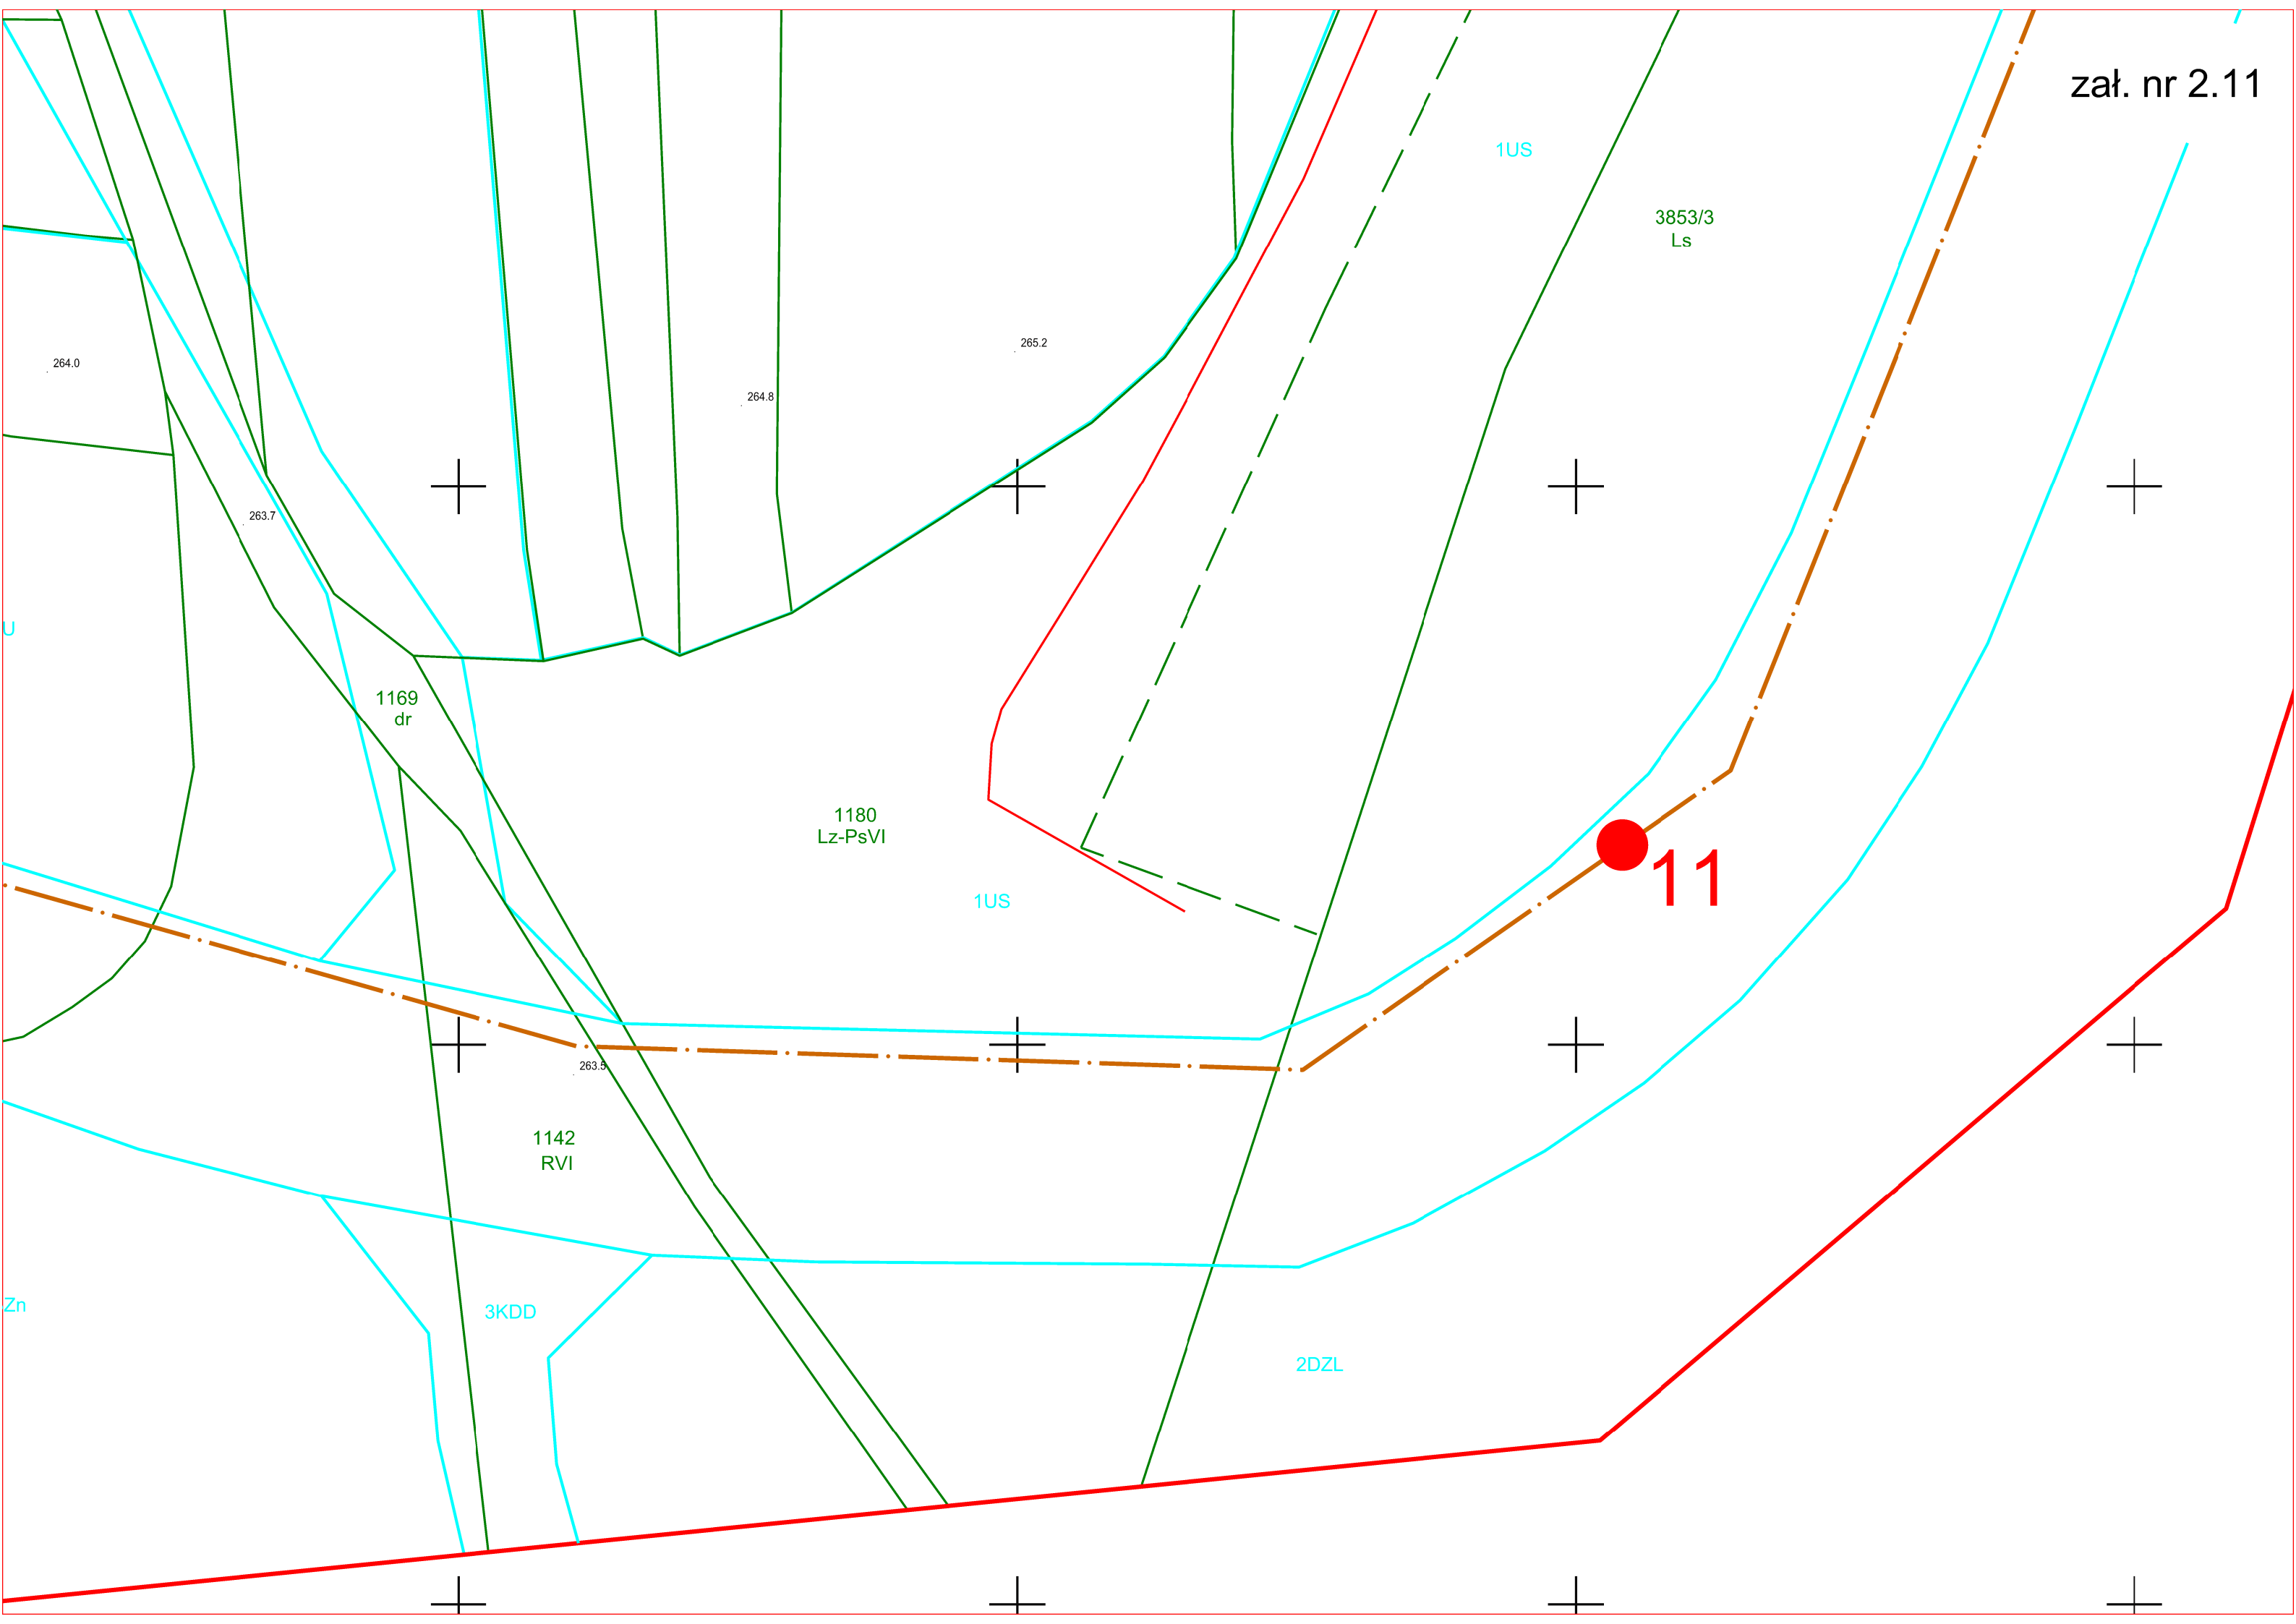 zał. nr 2.11
1US
3853/3
Ls
265.2
264.0
264.8
263.7
U
1169
dr
1180
Lz-PsVI
11
1US
263.5
1142
RVI
Zn
3KDD
2DZL